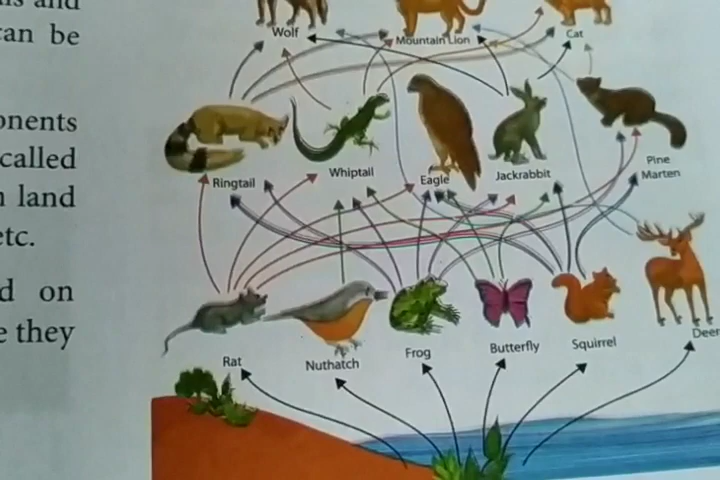 s and
can be
onents
called
n land
etc.
d on
e they
Wolf
Mountain Lion
Cat
Ringtail
Whiptail
Eagle
Jackrabbit
Pine
Marten
Rat
Nuthatch
Frog
Butterfly
Squirrel
Deer